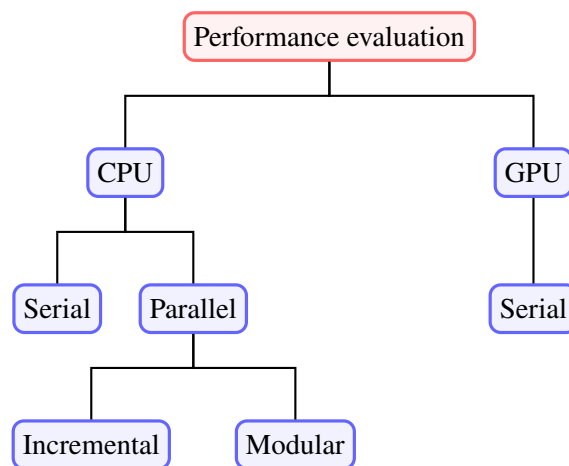 Performance evaluation
CPU
GPU
Serial
Parallel
Serial
Incremental
Modular